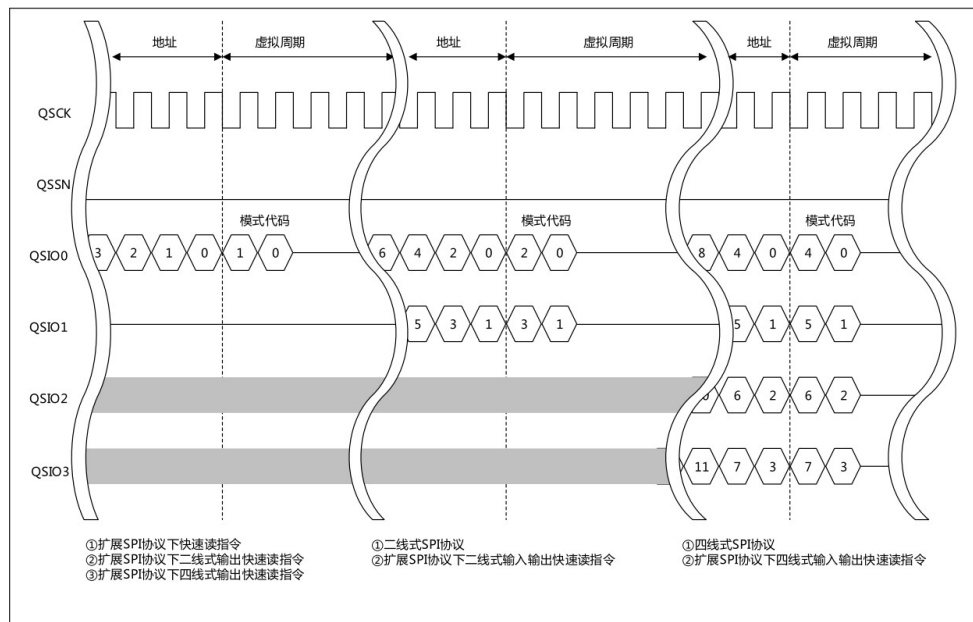 地址 虚拟周期 地址 虚拟周期 地址 虚拟周期
QSCK
QSSN
模式代码 模式代码 模式代码
QSIO0 3 2 1 0 1 0 6 4 2 0 2 0 8 4 0 4 0
QSIO1 5 3 1 3 1 5 1 5 1
QSIO2 6 2 6 2
QSIO3 11 7 3 7 3
①扩展SPI协议下快速读指令 ①二线式SPI协议 ①四线式SPI协议
②扩展SPI协议下二线式输出快速读指令 ②扩展SPI协议下二线式输入输出快速读指令 ②扩展SPI协议下四线式输入输出快速读指令
③扩展SPI协议下四线式输出快速读指令